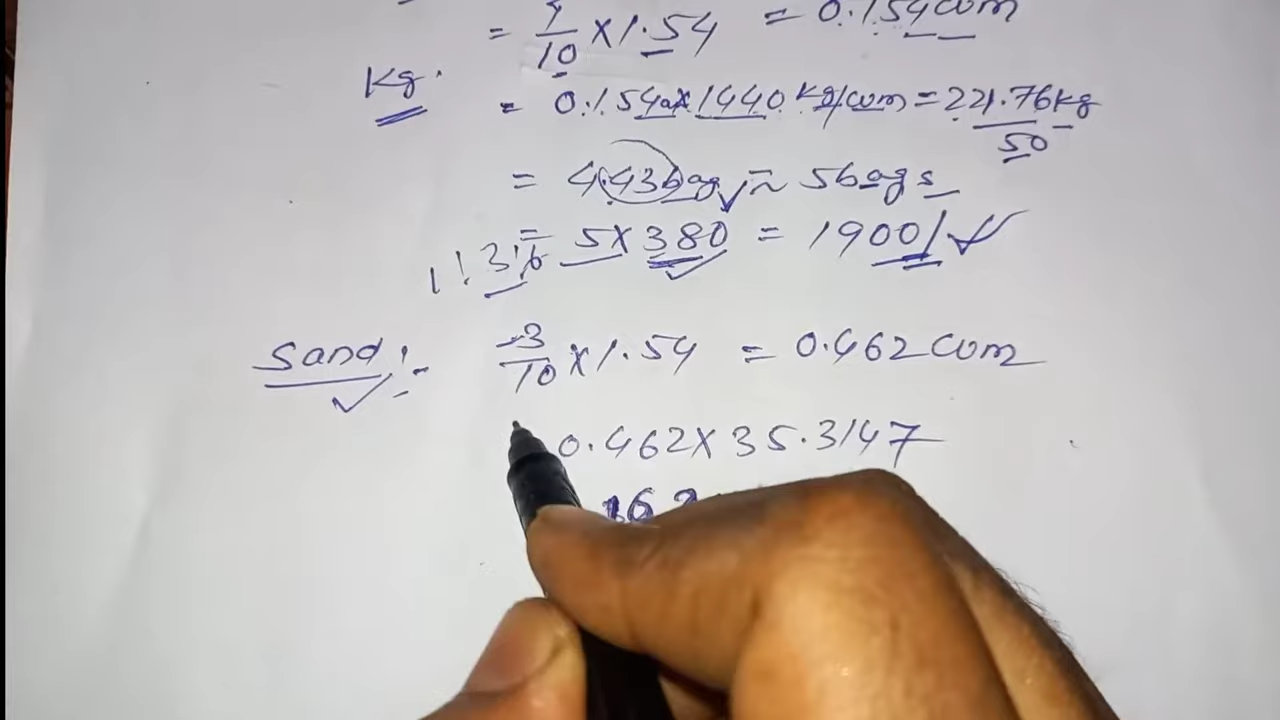 = 1/10 x 1.54 = 0.154 cum
Kg.
= 0.154 x 1440 kg/cum = 221.76 kg / 50
= 4.43 bag ≈ 5 bags
= 5 x 380 = 1900/
1:3:6
Sand:- 3/10 x 1.54 = 0.462 cum
0.462 x 35.3147
16